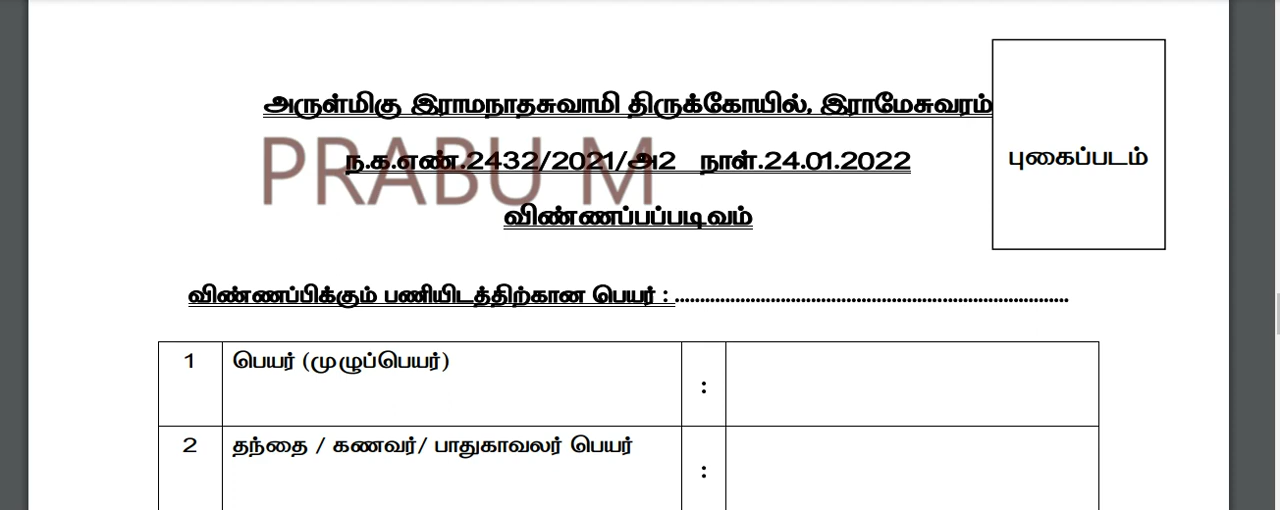 அருள்மிகு இராமநாதசுவாமி திருக்கோயில், இராமேசுவரம்
PRABU M
ந.க.எண்.2432/2021/அ2 நாள்.24.01.2022
புகைப்படம்
விண்ணப்பப்படிவம்
விண்ணப்பிக்கும் பணியிடத்திற்கான பெயர் : ..............................................................................
1 பெயர் (முழுப்பெயர்) :
2 தந்தை / கணவர்/ பாதுகாவலர் பெயர் :